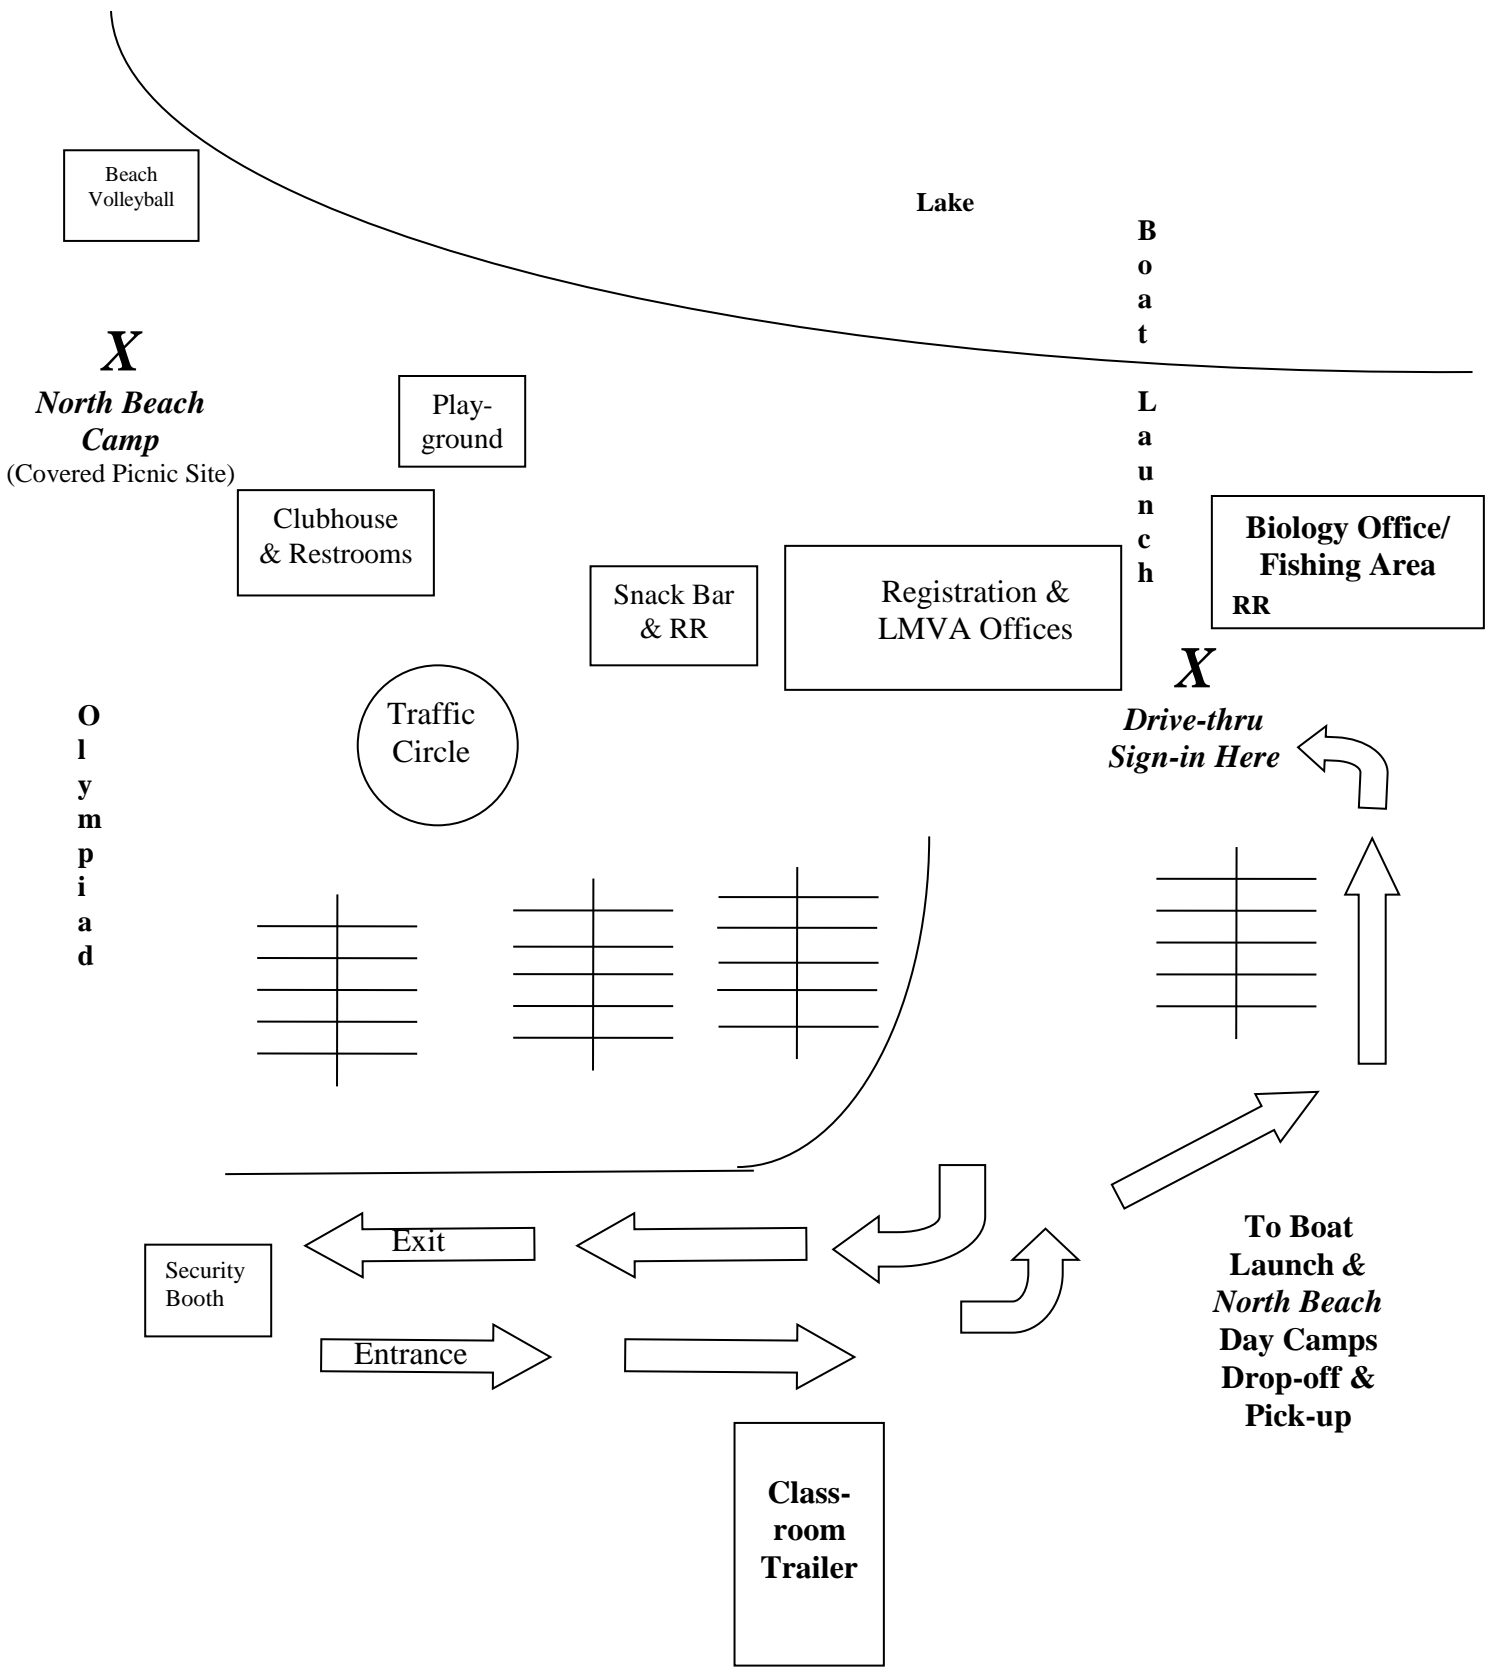 Beach
Volleyball
Lake
B
o
a
t
L
a
u
n
c
h
X
North Beach
Camp
(Covered Picnic Site)
Play-
ground
Clubhouse
& Restrooms
Snack Bar
& RR
Registration &
LMVA Offices
Biology Office/
Fishing Area
RR
X
Drive-thru
Sign-in Here
O
l
y
m
p
i
a
d
Traffic
Circle
Exit
Security
Booth
Entrance
To Boat
Launch &
North Beach
Day Camps
Drop-off &
Pick-up
Class-
room
Trailer